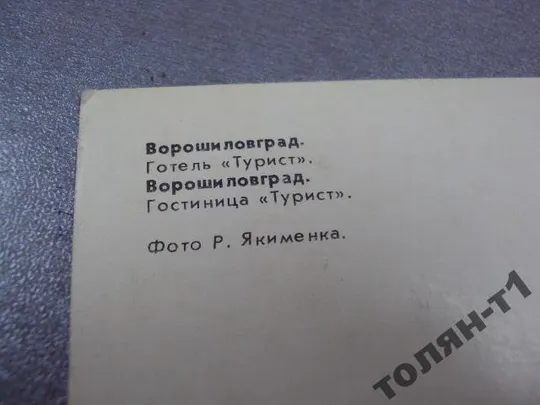 Ворошиловград.
Готель «Турист».
Ворошиловград.
Гостиница «Турист».
Фото Р. Якименка.
толян-т1